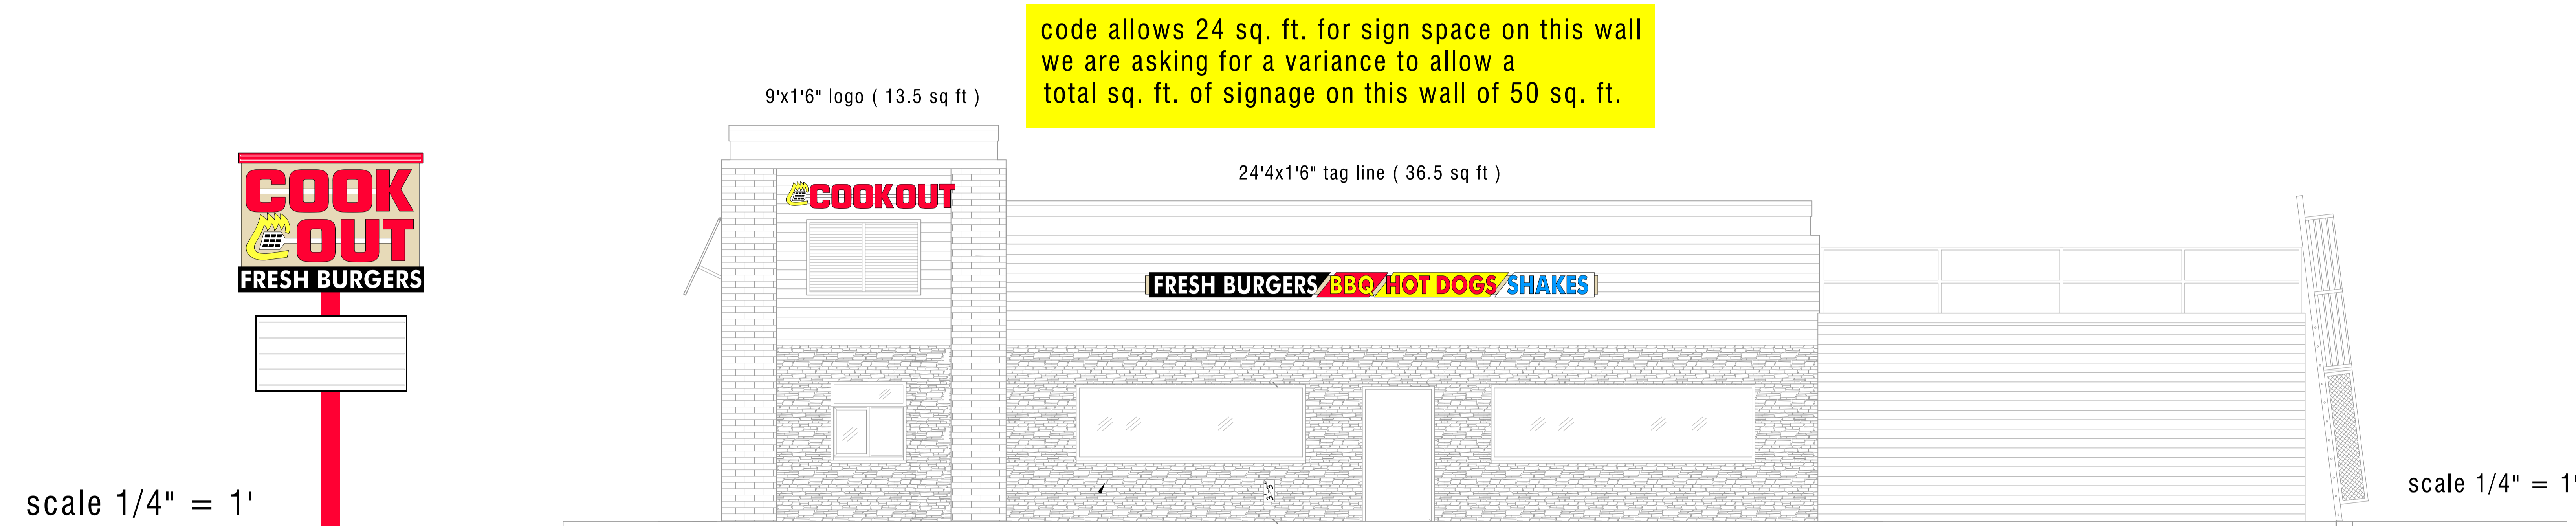 code allows 24 sq. ft. for sign space on this wall
we are asking for a variance to allow a
total sq. ft. of signage on this wall of 50 sq. ft.
9'x1'6" logo ( 13.5 sq ft )
24'4x1'6" tag line ( 36.5 sq ft )
COOK
OUT
FRESH BURGERS
COOKOUT
FRESH BURGERS/BBQ/HOT DOGS/SHAKES
3'-3"
scale 1/4" = 1'
scale 1/4" = 1'